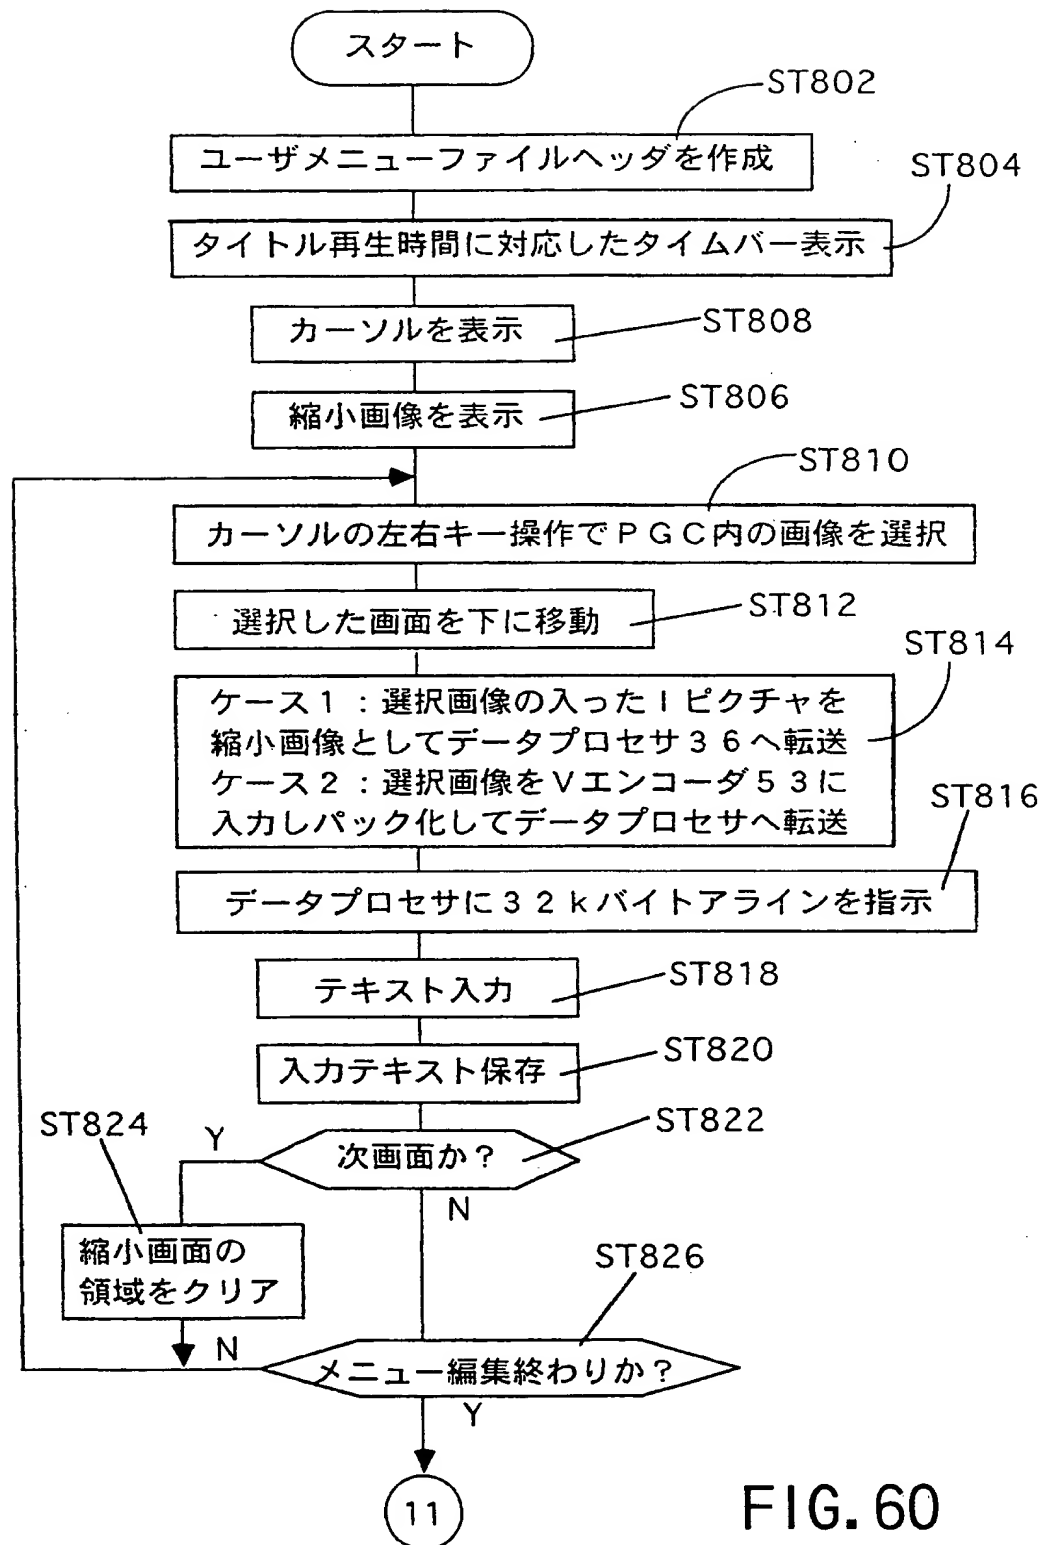 スタート
ST802
ユーザメニューファイルヘッダを作成
ST804
タイトル再生時間に対応したタイムバー表示
カーソルを表示
ST808
縮小画像を表示
ST806
ST810
カーソルの左右キー操作でPGC内の画像を選択
選択した画面を下に移動
ST812
ST814
ケース1:選択画像の入ったIピクチャを
縮小画像としてデータプロセサ36へ転送
ケース2:選択画像をVエンコーダ53に
入力しパック化してデータプロセサへ転送
ST816
データプロセサに32kバイトアラインを指示
テキスト入力
ST818
入力テキスト保存
ST820
ST822
次画面か?
Y
N
ST824
縮小画面の
領域をクリア
ST826
メニュー編集終わりか?
N
Y
11
FIG. 60